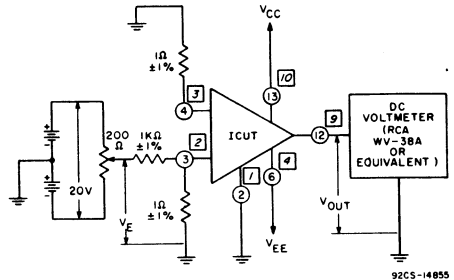 V_CC
1Ω
±1%
3
10
4
13
DC
VOLTMETER
(RCA
WV-38A
OR
EQUIVALENT)
9
200
Ω
1KΩ
±1%
2
3
ICUT
12
20V
1Ω
±1%
1
4
2
6
V_E
V_EE
V_OUT
92CS-14855